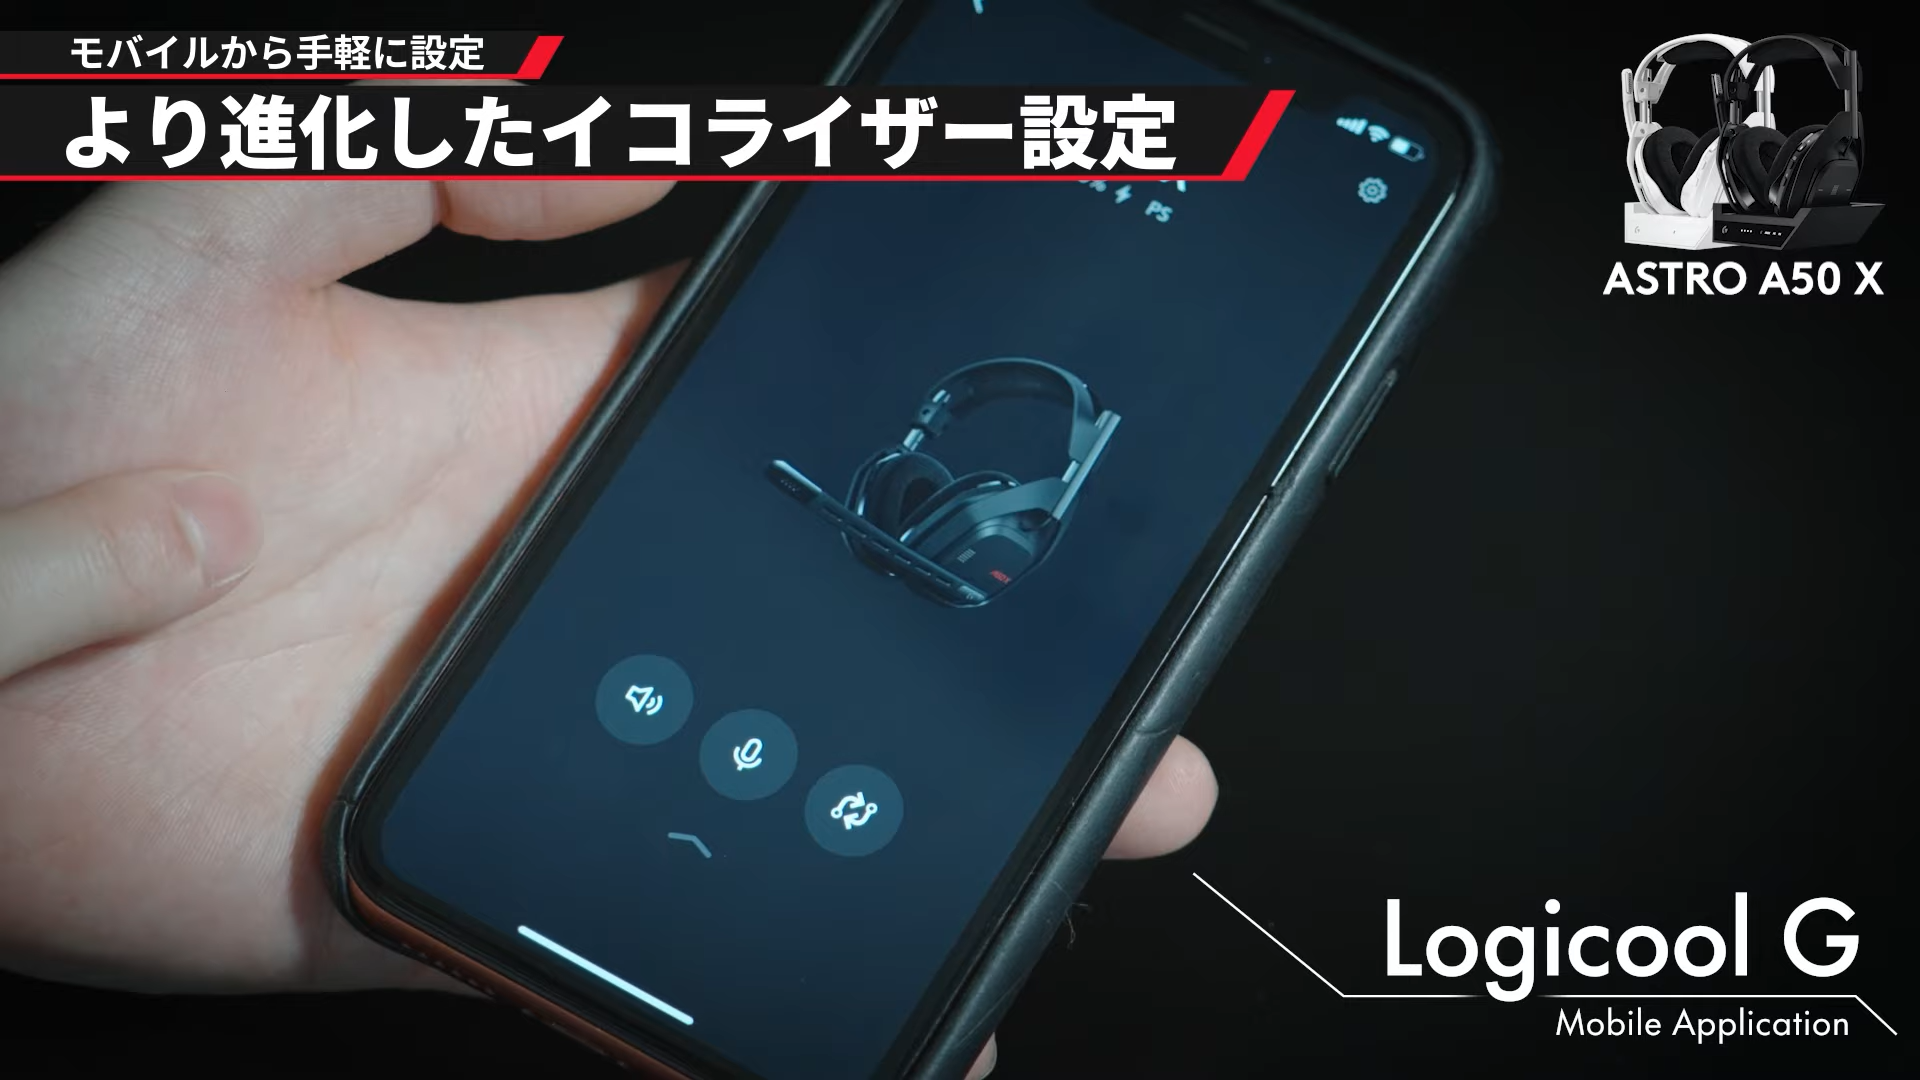 モバイルから手軽に設定
より進化したイコライザー設定
PS
ASTRO A50 X
Logicool G
Mobile Application